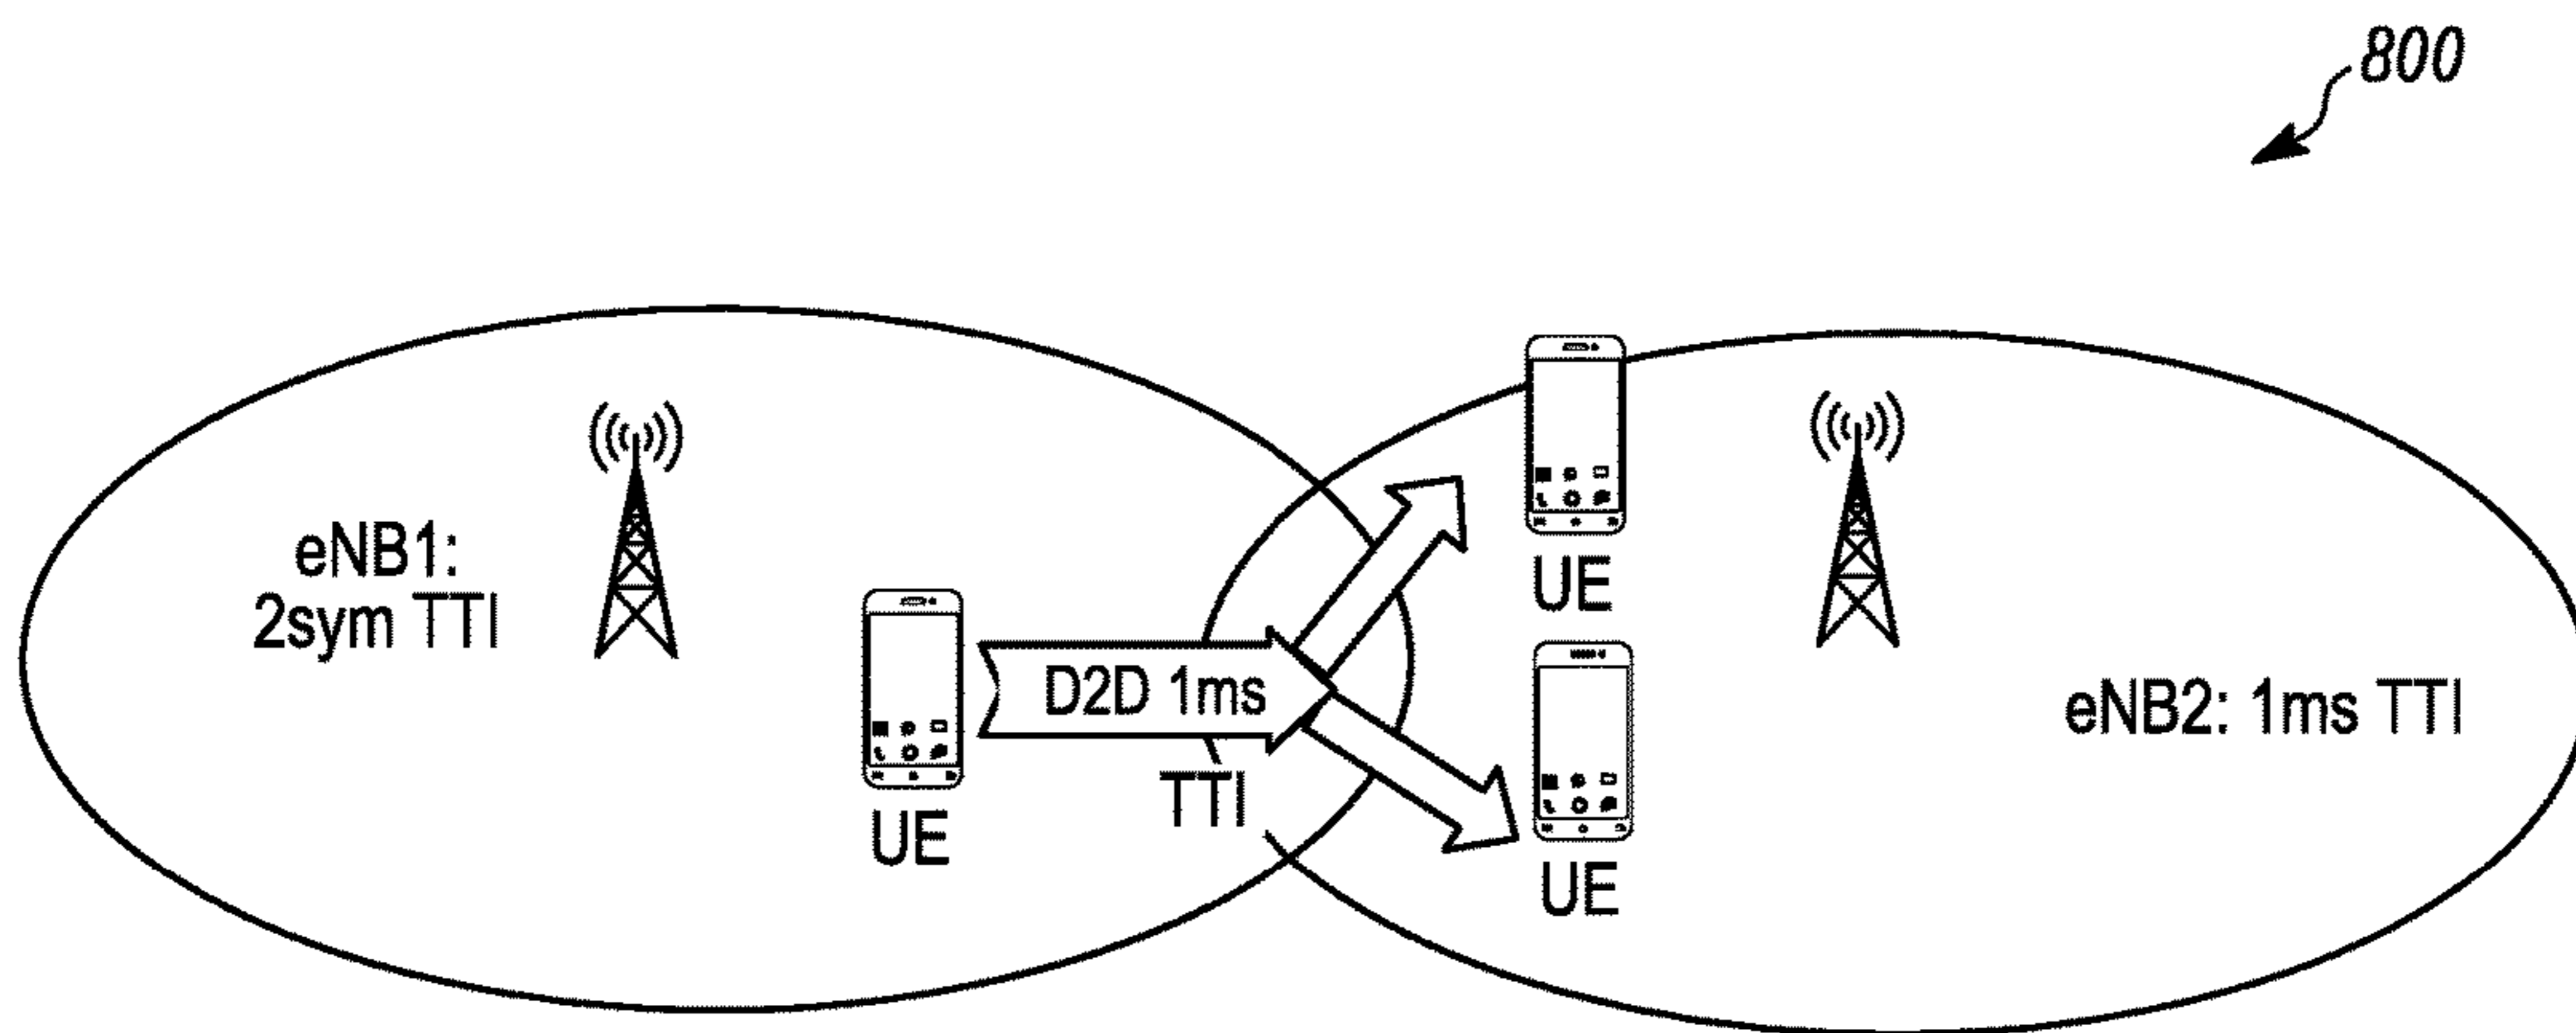 800
eNB1:
2sym TTI
UE
D2D 1ms
TTI
UE
UE
eNB2: 1ms TTI